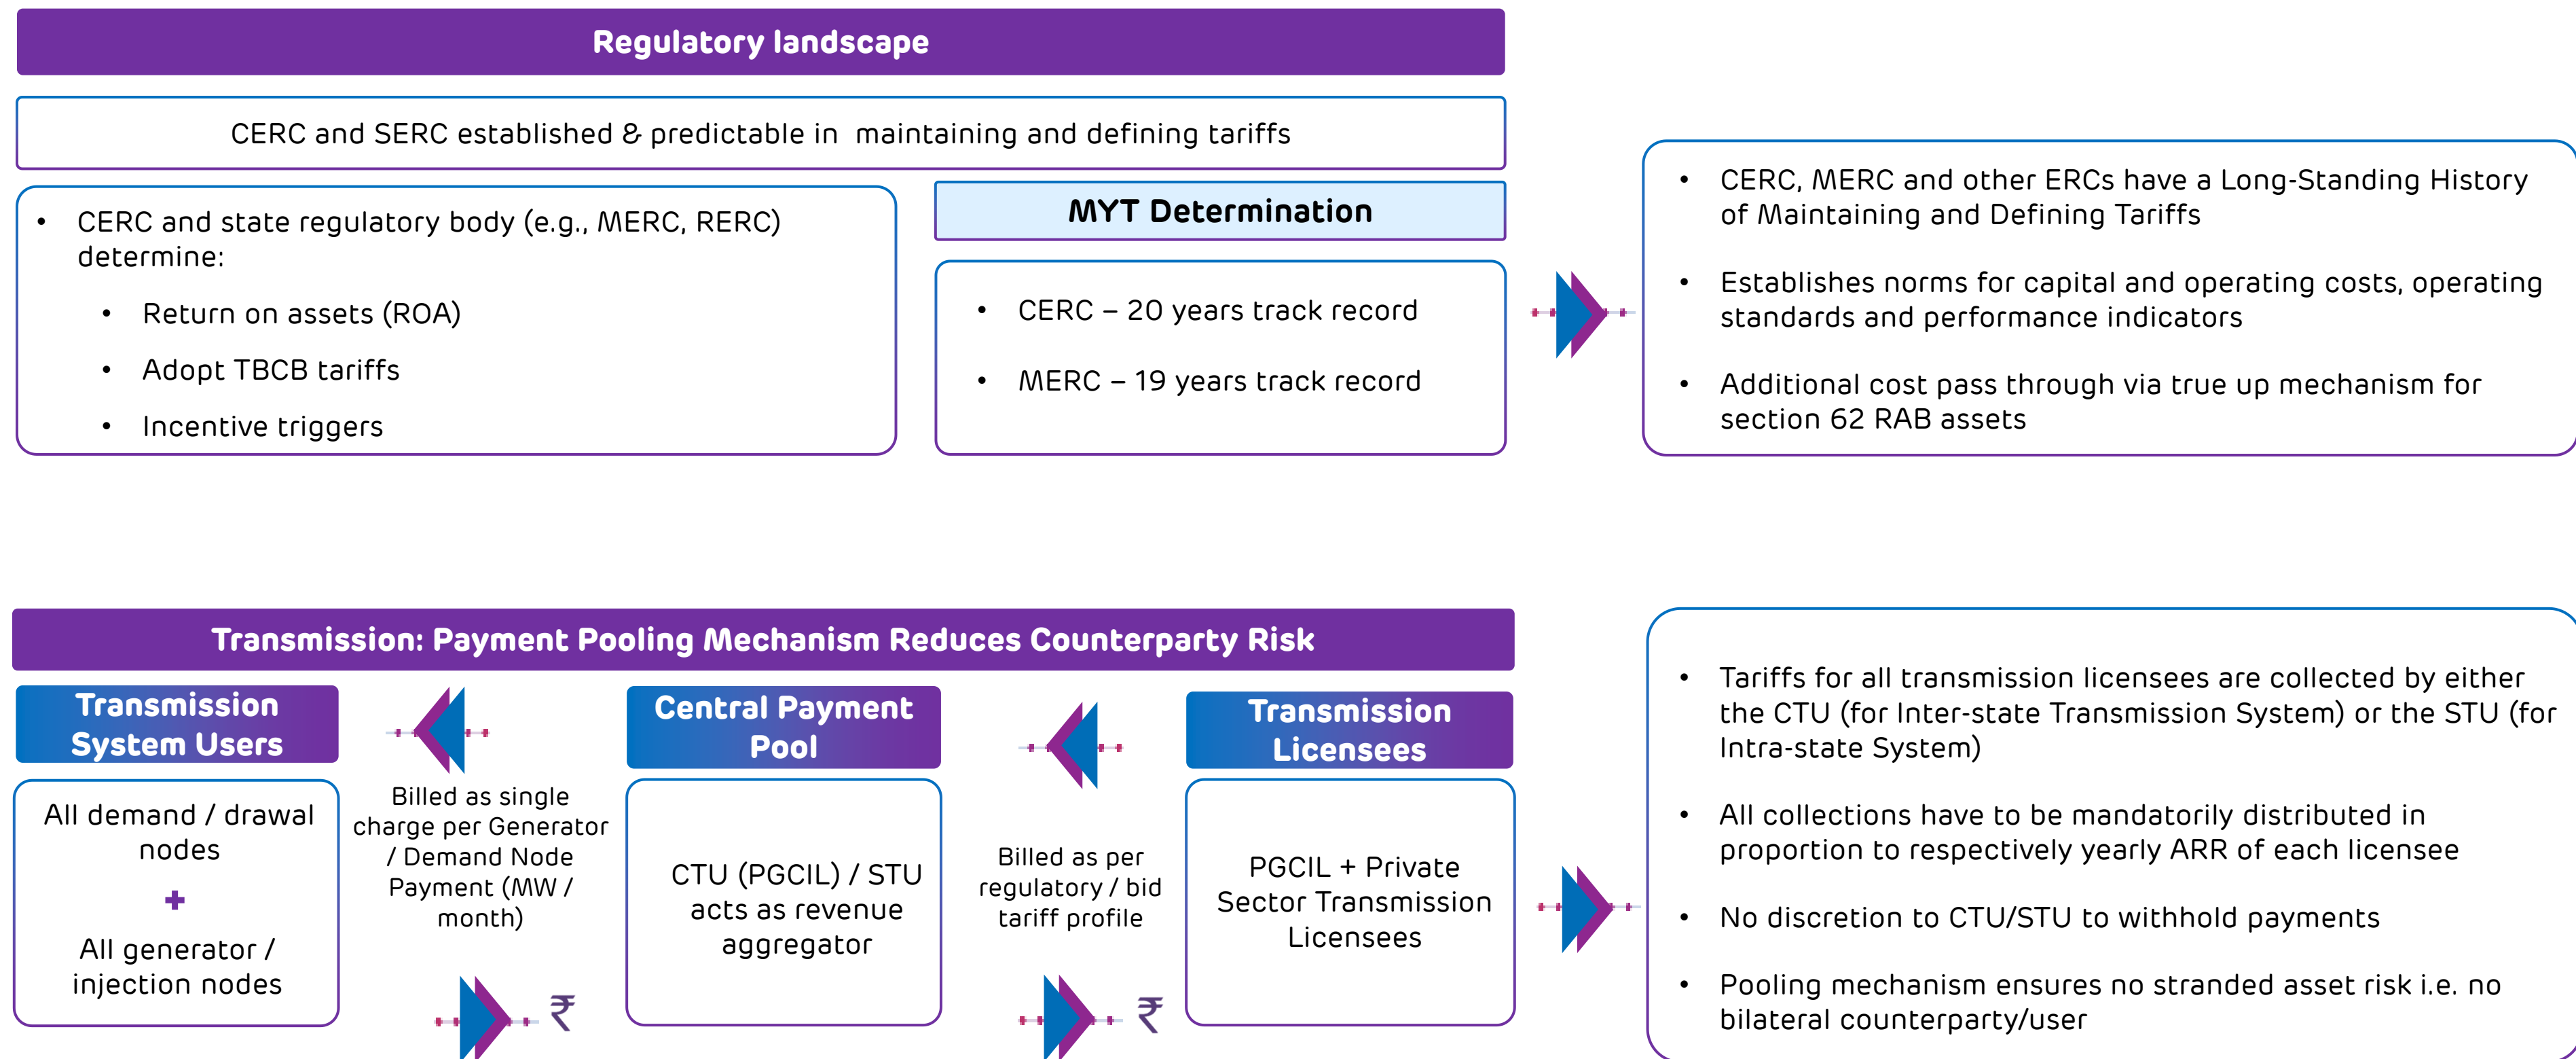 Regulatory landscape
CERC and SERC established & predictable in  maintaining and defining tariffs
• CERC and state regulatory body (e.g., MERC, RERC)
determine:
• Return on assets (ROA)
• Adopt TBCB tariffs
• Incentive triggers
MYT Determination
• CERC – 20 years track record
• MERC – 19 years track record
• CERC, MERC and other ERCs have a Long-Standing History
of Maintaining and Defining Tariffs
• Establishes norms for capital and operating costs, operating
standards and performance indicators
• Additional cost pass through via true up mechanism for
section 62 RAB assets
Transmission: Payment Pooling Mechanism Reduces Counterparty Risk
Transmission
System Users
All demand / drawal
nodes
+
All generator /
injection nodes
Billed as single
charge per Generator
/ Demand Node
Payment (MW /
month)
₹
Central Payment
Pool
CTU (PGCIL) / STU
acts as revenue
aggregator
Billed as per
regulatory / bid
tariff profile
₹
Transmission
Licensees
PGCIL + Private
Sector Transmission
Licensees
• Tariffs for all transmission licensees are collected by either
the CTU (for Inter-state Transmission System) or the STU (for
Intra-state System)
• All collections have to be mandatorily distributed in
proportion to respectively yearly ARR of each licensee
• No discretion to CTU/STU to withhold payments
• Pooling mechanism ensures no stranded asset risk i.e. no
bilateral counterparty/user